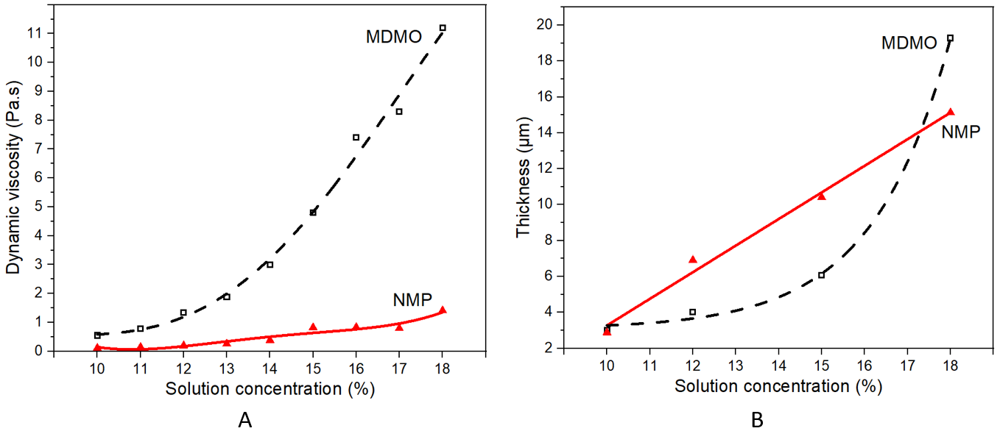 11
10
9
8
7
6
5
4
3
2
1
0
Dynamic viscosity (Pa.s)
MDMO
NMP
10 11 12 13 14 15 16 17 18
Solution concentration (%)
A
20
18
16
14
12
10
8
6
4
2
Thickness (μm)
MDMO
NMP
10 11 12 13 14 15 16 17 18
Solution concentration (%)
B